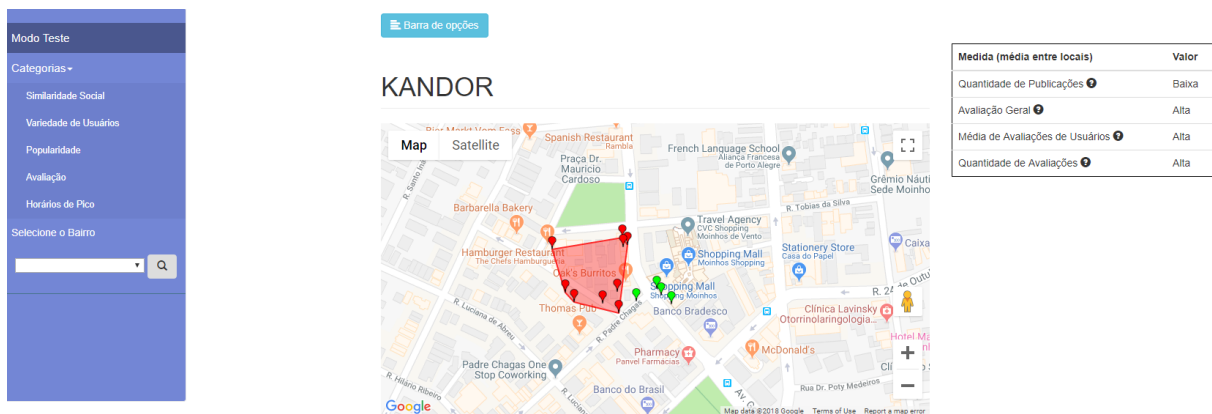 Modo Teste
Categorias
Similaridade Social
Variedade de Usuários
Popularidade
Avaliação
Horários de Pico
Selecione o Bairro
Barra de opções
KANDOR
Map Satellite
Spanish Restaurant
Rambla
French Language School
Aliança Francesa
de Porto Alegre
Praça Dr.
Mauricio
Cardoso
Grêmio Náuti
Sede Moinho
R. Tobias da Silva
Barbarella Bakery
Travel Agency
CVC Shopping
Moinhos de Vento
Caixa
Stationery Store
Casa do Papel
Hamburger Restaurant
The Chefs Hamburgueria
Shopping Mall
Moinhos Shopping
Oak's Burritos
Shopping Mall
Shopping Moinhos
R. 24 de Outu
R. Luciana de Abreu
Thomas Pub
Banco Bradesco
Clínica Lavinsky
Otorrinolaringologia...
R. Padre Chagas
Hotel
Pharmacy
Panvel Farmácias
McDonald's
Padre Chagas One
Stop Coworking
R. Hilário Ribeiro
Banco do Brasil
Rua Dr. Poty Medeiros
Google
Map data ©2018 Google Terms of Use Report a map error
Medida (média entre locais) Valor
Quantidade de Publicações Baixa
Avaliação Geral Alta
Média de Avaliações de Usuários Alta
Quantidade de Avaliações Alta